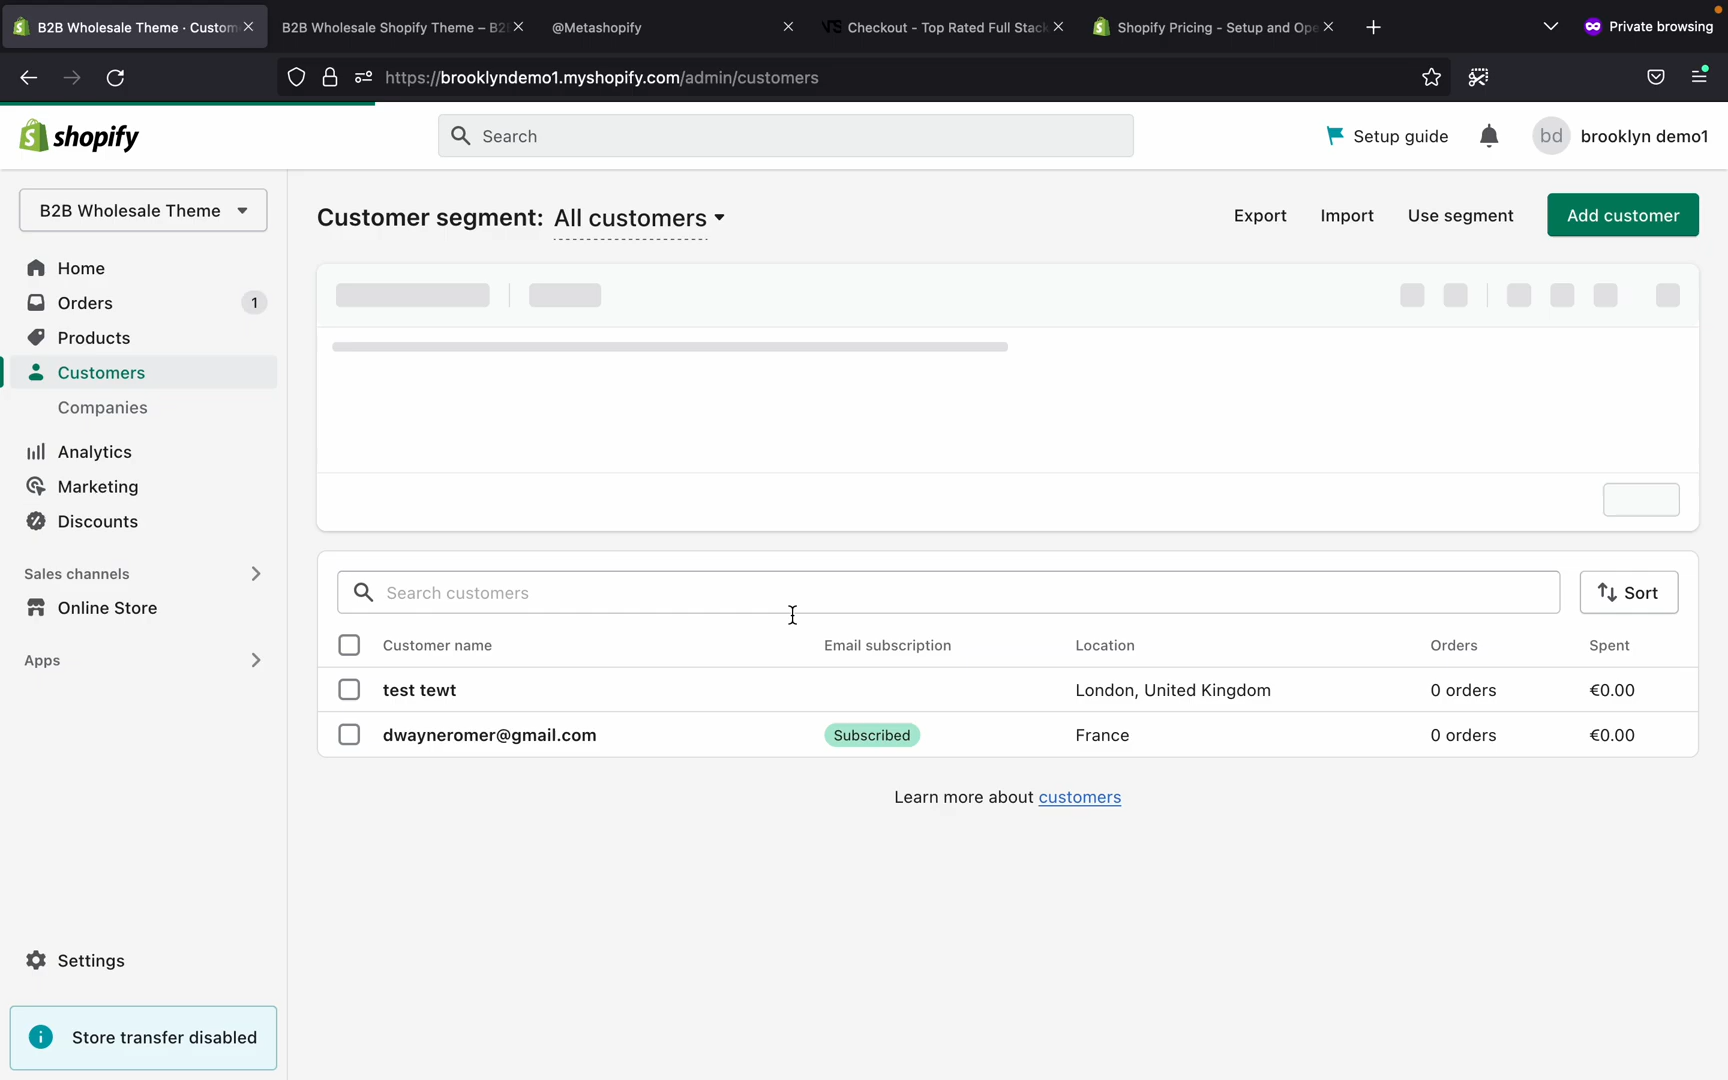 B2B Wholesale Theme · Custom
B2B Wholesale Shopify Theme – B2
@Metashopify
VS Checkout - Top Rated Full Stack
Shopify Pricing - Setup and Ope
Private browsing
https://brooklyndemo1.myshopify.com/admin/customers
shopify
Search
Setup guide
bd
brooklyn demo1
B2B Wholesale Theme
Customer segment: All customers
Export
Import
Use segment
Add customer
Home
Orders
1
Products
Customers
Companies
Analytics
Marketing
Discounts
Sales channels
Online Store
Apps
Settings
Store transfer disabled
Search customers
Sort
Customer name
Email subscription
Location
Orders
Spent
test tewt
London, United Kingdom
0 orders
€0.00
dwayneromer@gmail.com
Subscribed
France
0 orders
€0.00
Learn more about customers